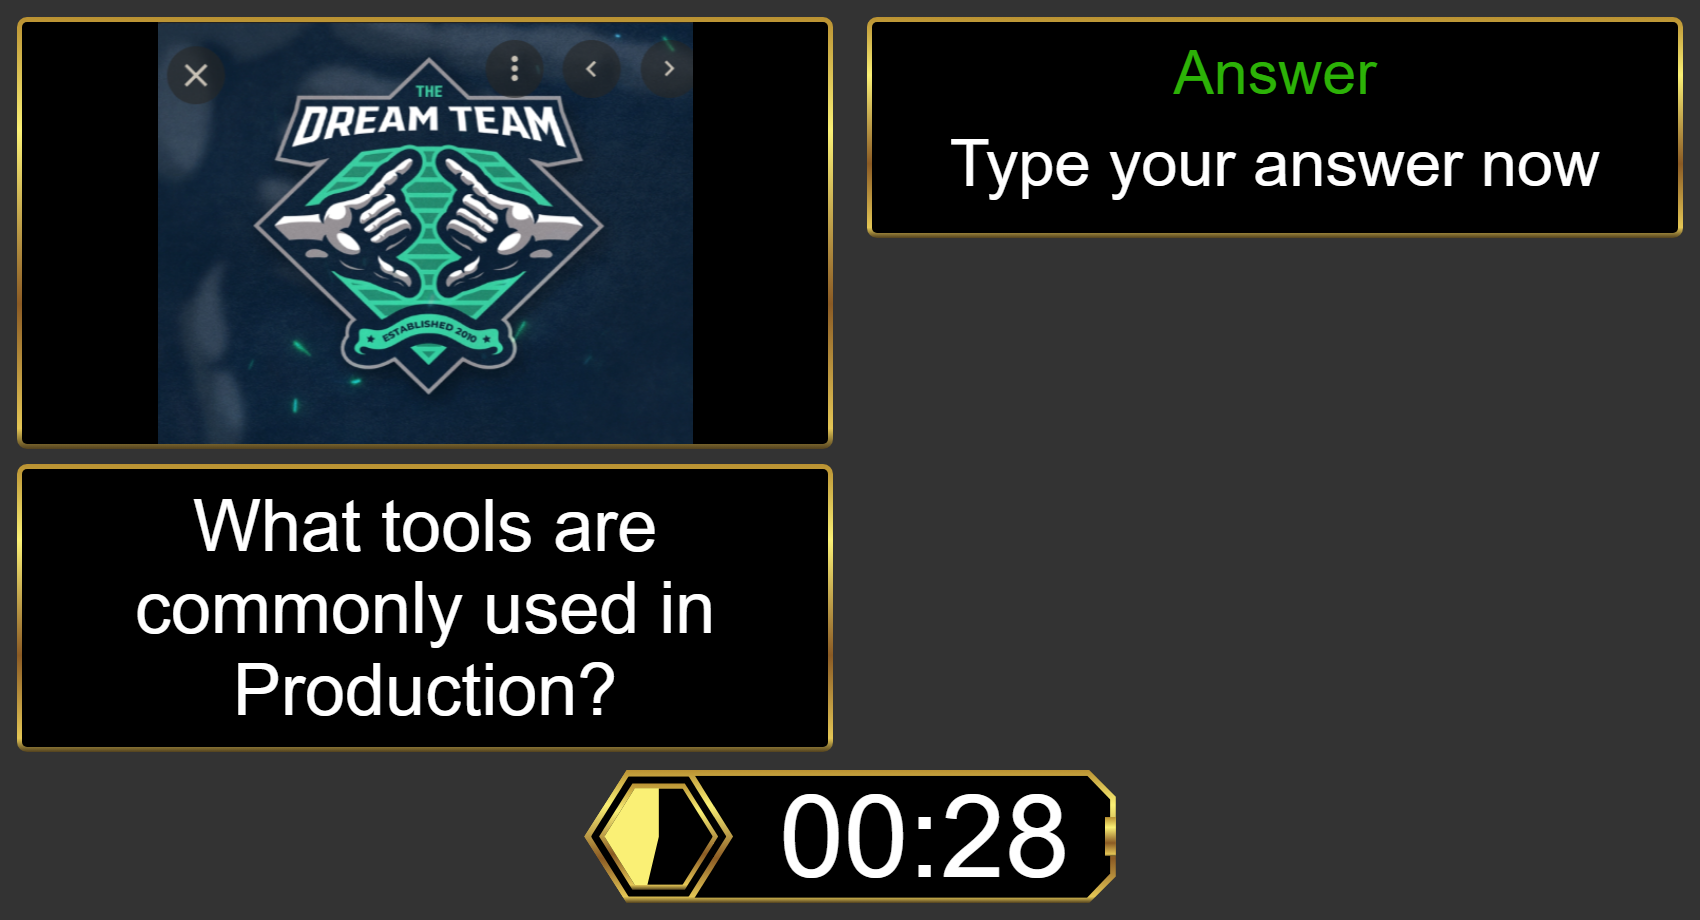 THE
DREAM TEAM
ESTABLISHED 2010
What tools are
commonly used in
Production?
Answer
Type your answer now
00:28